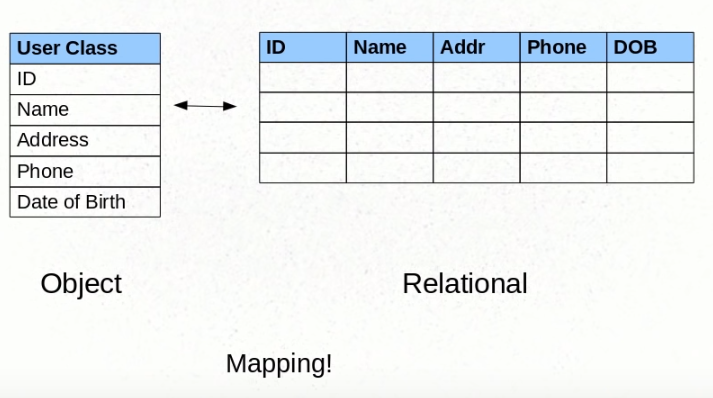 User Class
ID
Name
Address
Phone
Date of Birth
ID Name Addr Phone DOB
Object
Relational
Mapping!